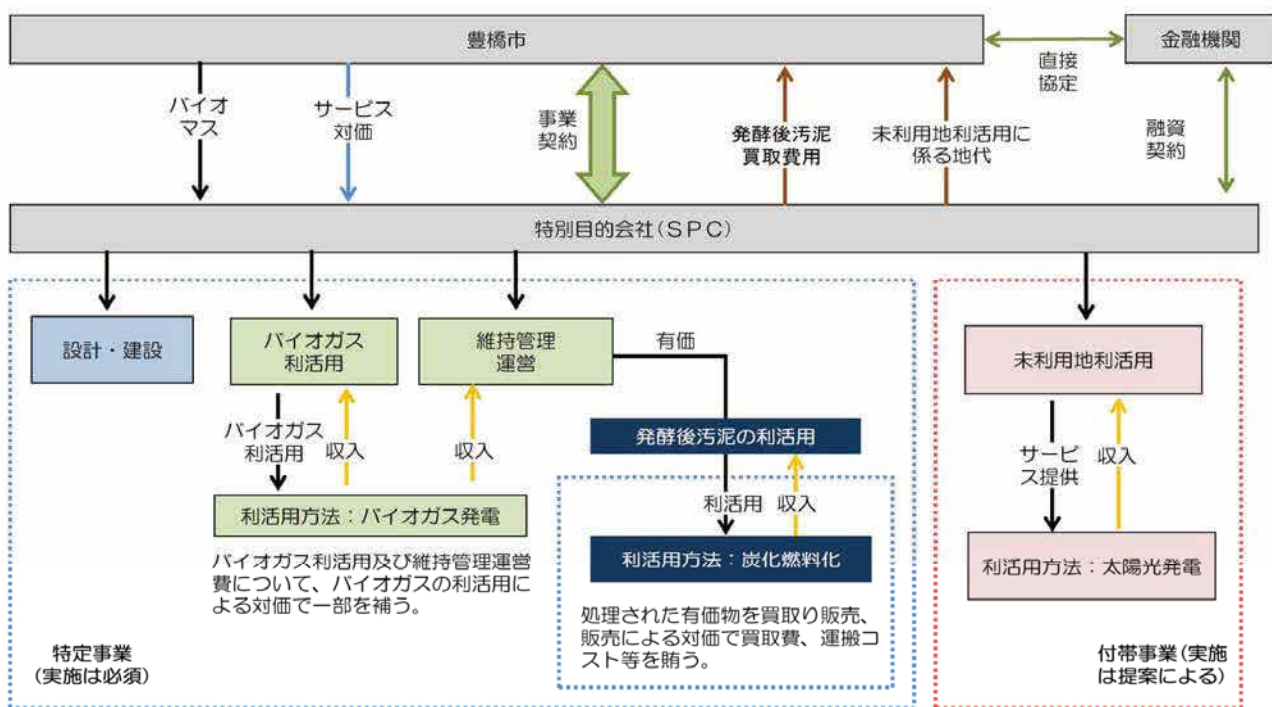 豊橋市
金融機関
直接
協定
バイオ
マス
サービス
対価
事業
契約
発酵後汚泥
買取費用
未利用地利活用に
係る地代
融資
契約
特別目的会社(SPC)
設計・建設
バイオガス
利活用
維持管理
運営
有価
未利用地利活用
バイオガス
利活用
収入
収入
発酵後汚泥の利活用
サービ
ス提供
収入
利活用
収入
利活用方法:バイオガス発電
利活用方法:炭化燃料化
利活用方法:太陽光発電
バイオガス利活用及び維持管理運営
費について、バイオガスの利活用に
よる対価で一部を補う。
処理された有価物を買取り販売、
販売による対価で買取費、運搬コ
スト等を賄う。
特定事業
(実施は必須)
付帯事業(実施
は提案による)